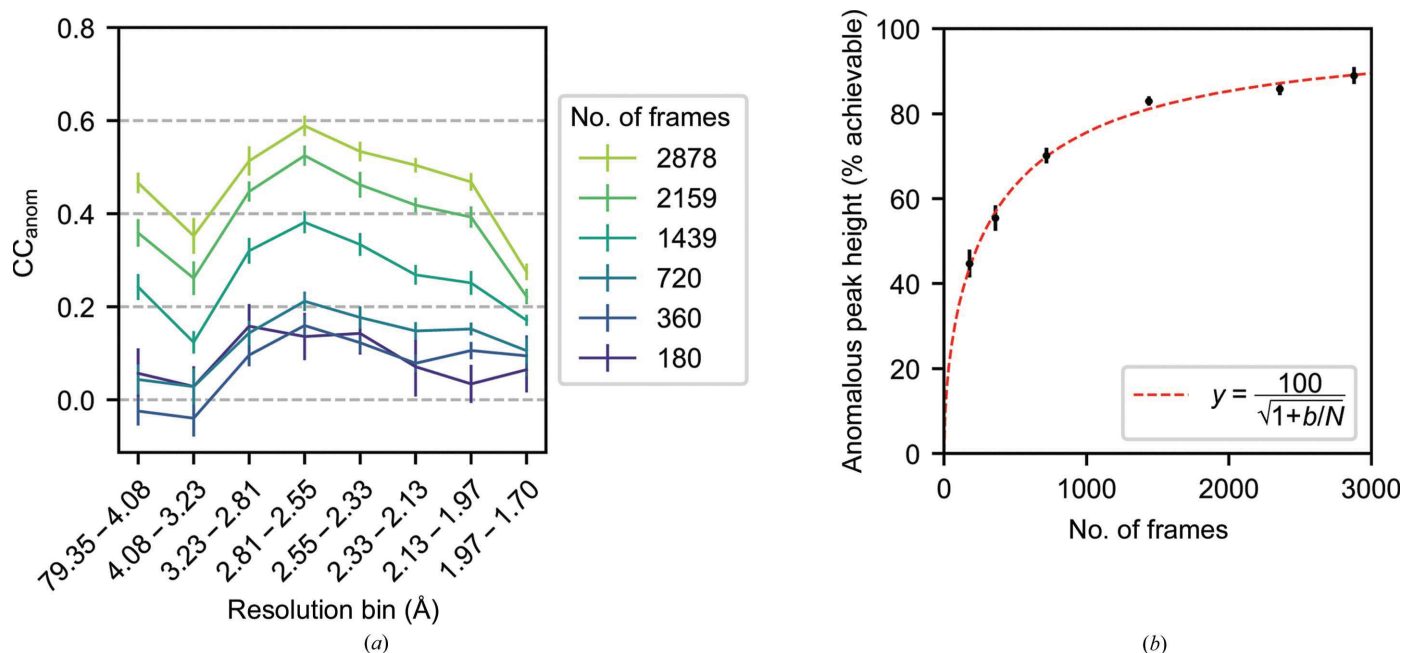 0.8
0.6
0.4
0.2
0.0
CCanom
79.35 – 4.08
4.08 – 3.23
3.23 – 2.81
2.81 – 2.55
2.55 – 2.33
2.33 – 2.13
2.13 – 1.97
1.97 – 1.70
Resolution bin (Å)
(a)
No. of frames
2878
2159
1439
720
360
180
100
80
60
40
20
0
Anomalous peak height (% achievable)
y = 100/√1+b/N
0
1000
2000
3000
No. of frames
(b)